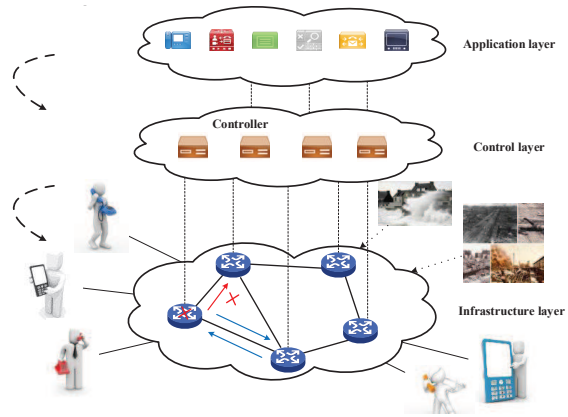 Application layer
Controller
Control layer
Infrastructure layer